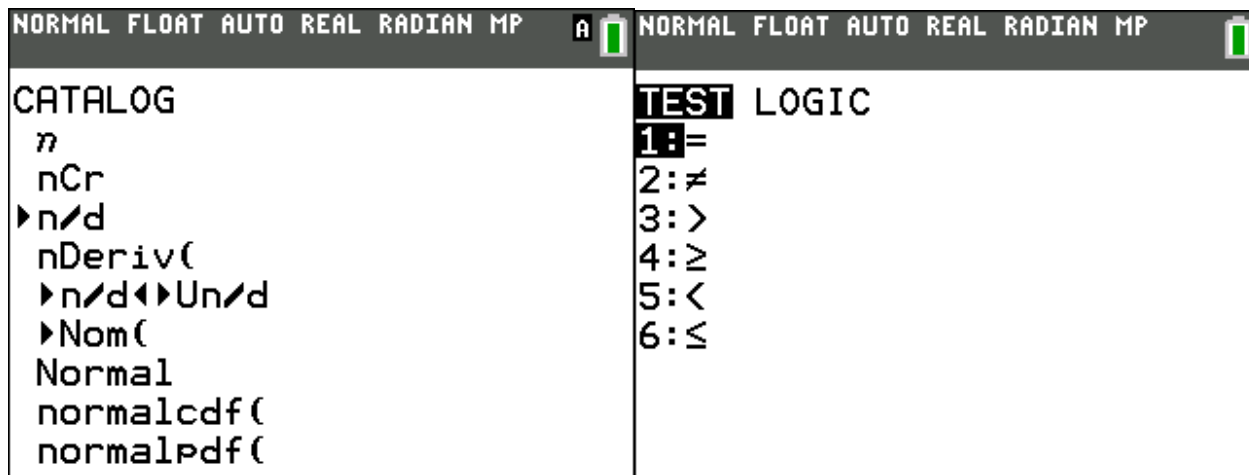 NORMAL FLOAT AUTO REAL RADIAN MP A
CATALOG
n
nCr
▶n/d
nDeriv(
▶n/d◀▶Un/d
▶Nom(
Normal
normalcdf(
normalpdf(
NORMAL FLOAT AUTO REAL RADIAN MP
TEST LOGIC
1:=
2:≠
3:>
4:≥
5:<
6:≤